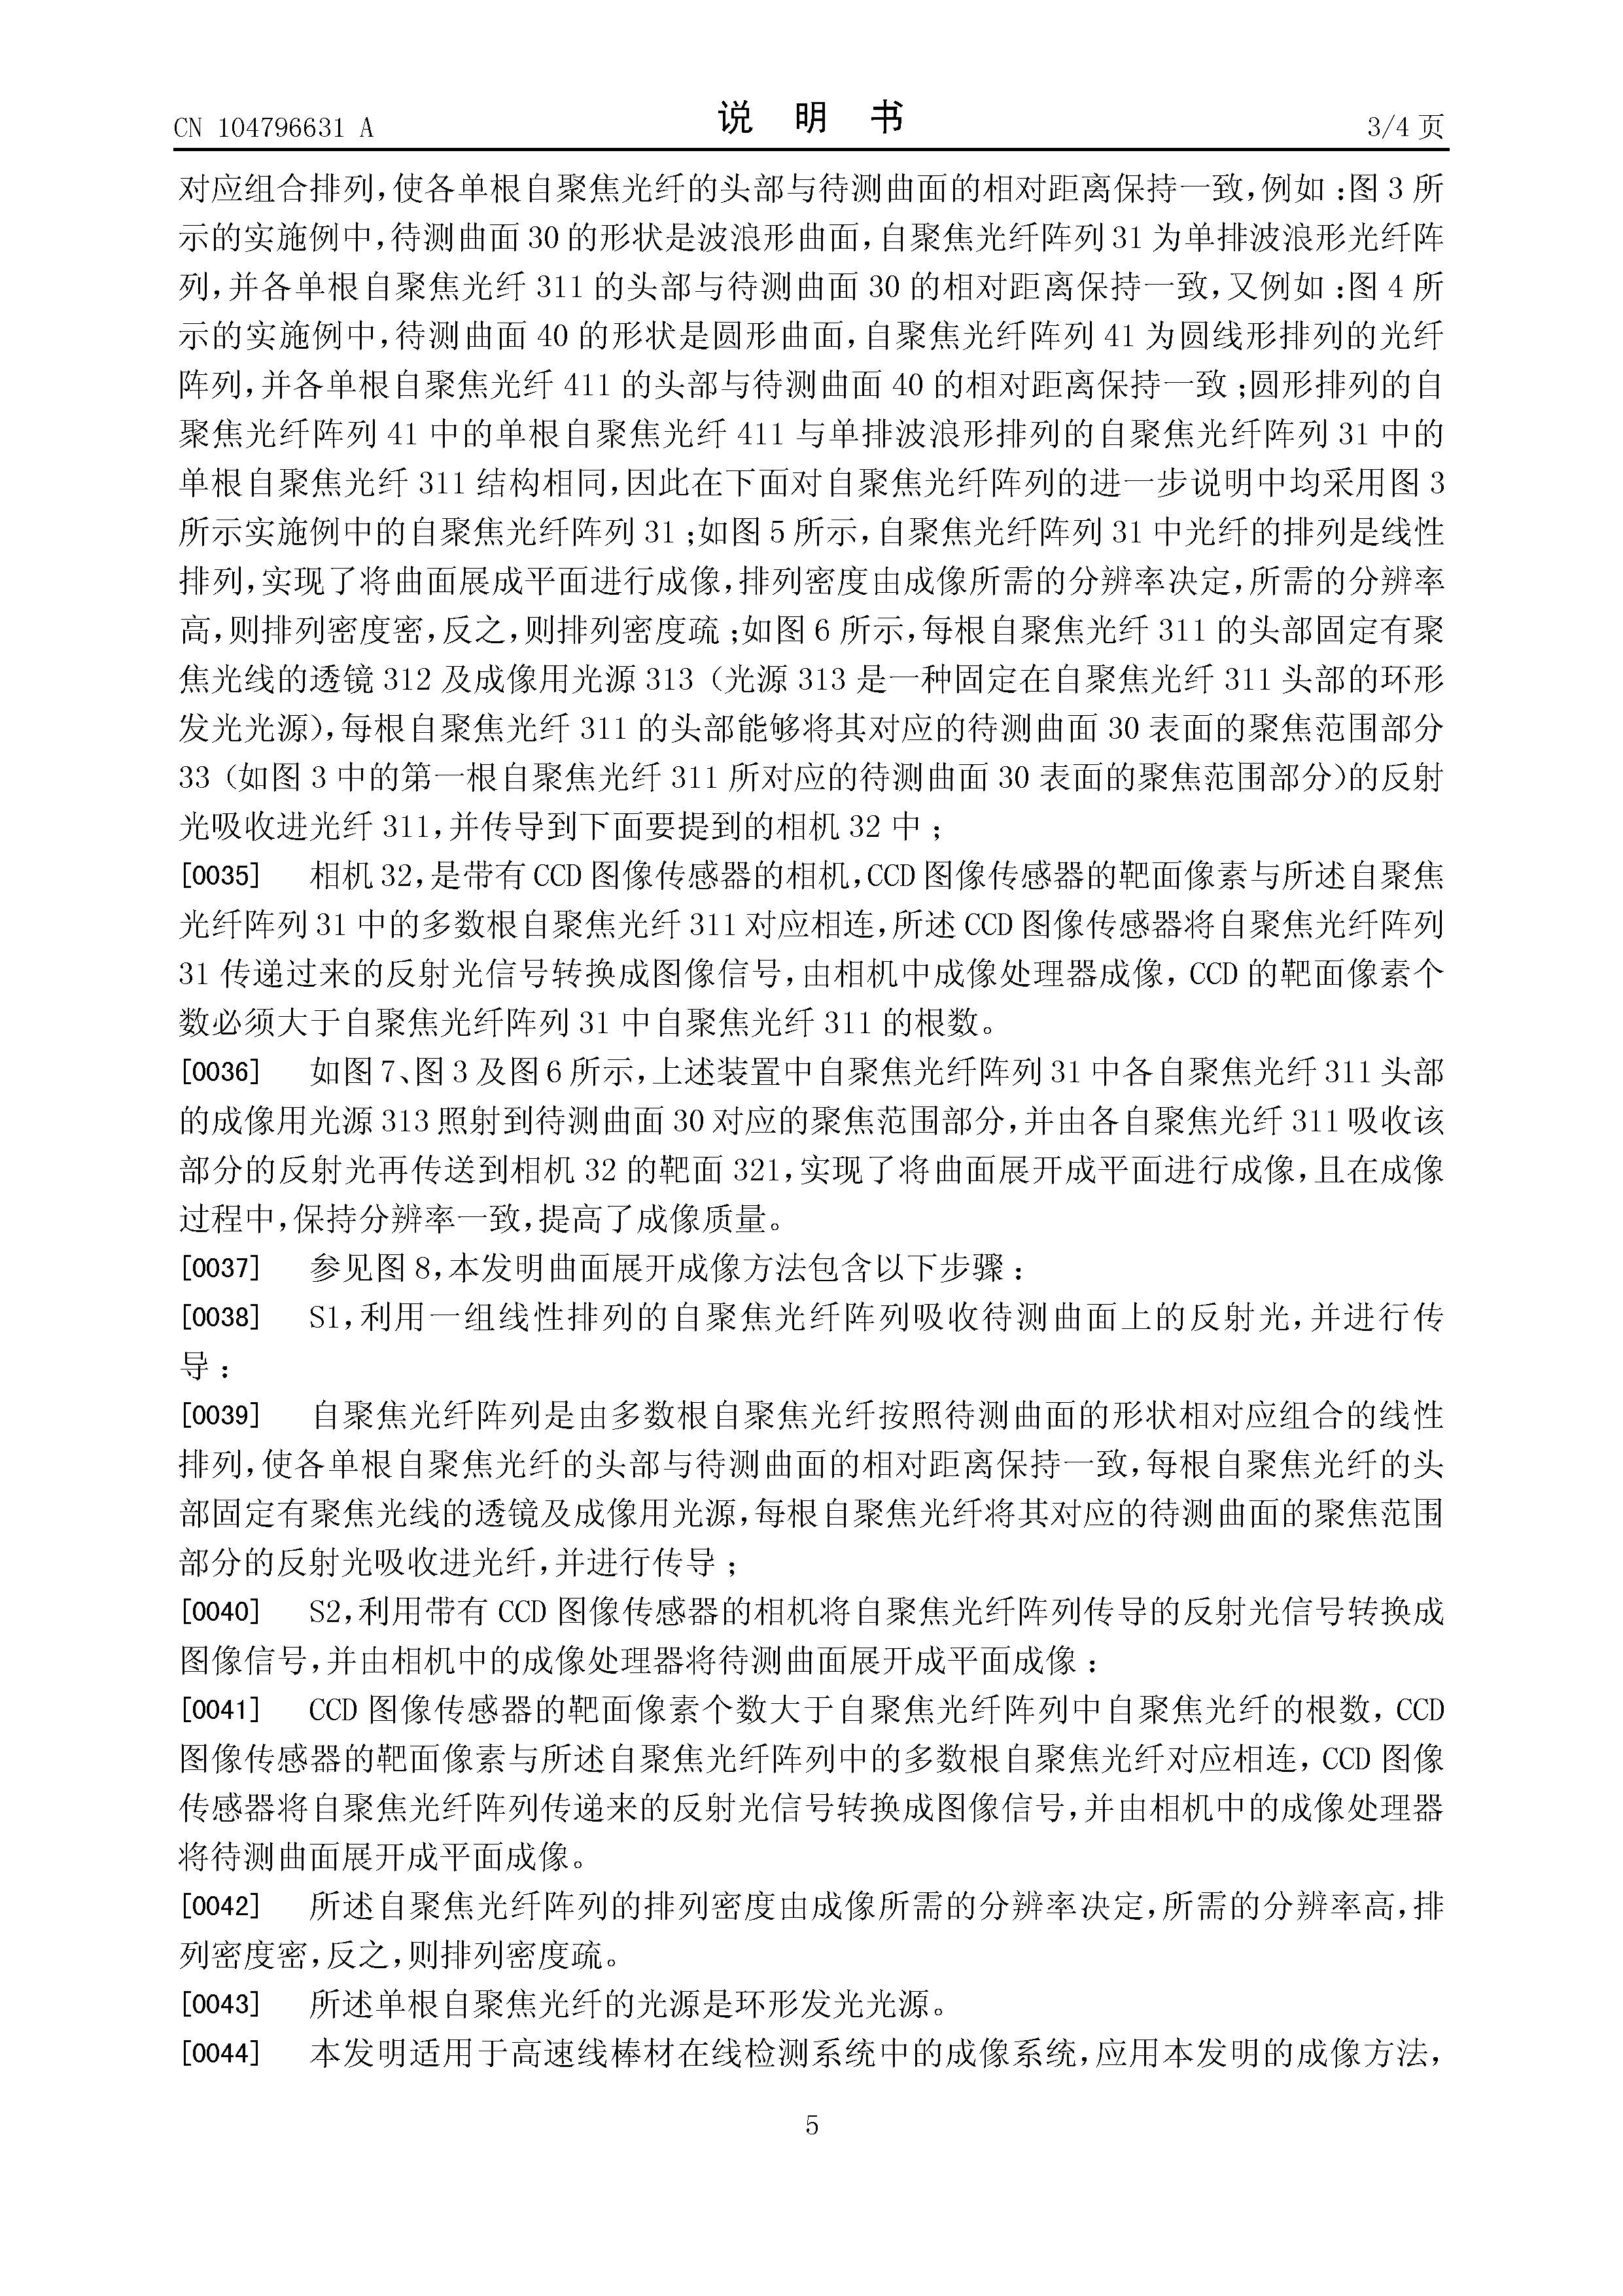 CN 104796631 A
说 明 书
3/4 页
对应组合排列，使各单根自聚焦光纤的头部与待测曲面的相对距离保持一致，例如：图 3 所
示的实施例中，待测曲面 30 的形状是波浪形曲面，自聚焦光纤阵列 31 为单排波浪形光纤阵
列，并各单根自聚焦光纤 311 的头部与待测曲面 30 的相对距离保持一致，又例如：图 4 所
示的实施例中，待测曲面 40 的形状是圆形曲面，自聚焦光纤阵列 41 为圆线形排列的光纤
阵列，并各单根自聚焦光纤 411 的头部与待测曲面 40 的相对距离保持一致；圆形排列的自
聚焦光纤阵列 41 中的单根自聚焦光纤 411 与单排波浪形排列的自聚焦光纤阵列 31 中的
单根自聚焦光纤 311 结构相同，因此在下面对自聚焦光纤阵列的进一步说明中均采用图 3
所示实施例中的自聚焦光纤阵列 31；如图 5 所示，自聚焦光纤阵列 31 中光纤的排列是线性
排列，实现了将曲面展成平面进行成像，排列密度由成像所需的分辨率决定，所需的分辨率
高，则排列密度密，反之，则排列密度疏；如图 6 所示，每根自聚焦光纤 311 的头部固定有聚
焦光线的透镜 312 及成像用光源 313（光源 313 是一种固定在自聚焦光纤 311 头部的环形
发光光源），每根自聚焦光纤 311 的头部能够将其对应的待测曲面 30 表面的聚焦范围部分
33（如图 3 中的第一根自聚焦光纤 311 所对应的待测曲面 30 表面的聚焦范围部分）的反射
光吸收进光纤 311，并传导到下面要提到的相机 32 中；
[0035] 相机 32，是带有 CCD 图像传感器的相机，CCD 图像传感器的靶面像素与所述自聚焦
光纤阵列 31 中的多数根自聚焦光纤 311 对应相连，所述 CCD 图像传感器将自聚焦光纤阵列
31 传递过来的反射光信号转换成图像信号，由相机中成像处理器成像，CCD 的靶面像素个
数必须大于自聚焦光纤阵列 31 中自聚焦光纤 311 的根数。
[0036] 如图 7、图 3 及图 6 所示，上述装置中自聚焦光纤阵列 31 中各自聚焦光纤 311 头部
的成像用光源 313 照射到待测曲面 30 对应的聚焦范围部分，并由各自聚焦光纤 311 吸收该
部分的反射光再传送到相机 32 的靶面 321，实现了将曲面展开成平面进行成像，且在成像
过程中，保持分辨率一致，提高了成像质量。
[0037] 参见图 8，本发明曲面展开成像方法包含以下步骤：
[0038] S1，利用一组线性排列的自聚焦光纤阵列吸收待测曲面上的反射光，并进行传
导：
[0039] 自聚焦光纤阵列是由多数根自聚焦光纤按照待测曲面的形状相对应组合的线性
排列，使各单根自聚焦光纤的头部与待测曲面的相对距离保持一致，每根自聚焦光纤的头
部固定有聚焦光线的透镜及成像用光源，每根自聚焦光纤将其对应的待测曲面的聚焦范围
部分的反射光吸收进光纤，并进行传导；
[0040] S2，利用带有 CCD 图像传感器的相机将自聚焦光纤阵列传导的反射光信号转换成
图像信号，并由相机中的成像处理器将待测曲面展开成平面成像：
[0041] CCD 图像传感器的靶面像素个数大于自聚焦光纤阵列中自聚焦光纤的根数，CCD
图像传感器的靶面像素与所述自聚焦光纤阵列中的多数根自聚焦光纤对应相连，CCD 图像
传感器将自聚焦光纤阵列传递来的反射光信号转换成图像信号，并由相机中的成像处理器
将待测曲面展开成平面成像。
[0042] 所述自聚焦光纤阵列的排列密度由成像所需的分辨率决定，所需的分辨率高，排
列密度密，反之，则排列密度疏。
[0043] 所述单根自聚焦光纤的光源是环形发光光源。
[0044] 本发明适用于高速线棒材在线检测系统中的成像系统，应用本发明的成像方法，
5